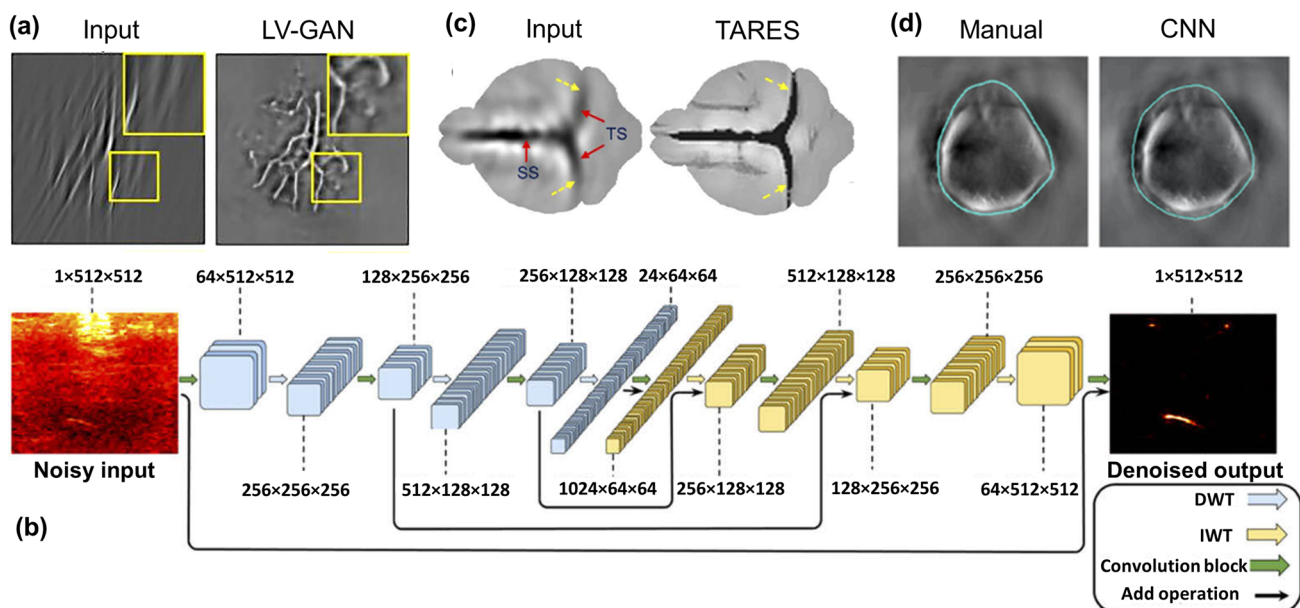 (a) Input LV-GAN
(c) Input TARES
(d) Manual CNN
TS
SS
1×512×512 64×512×512 128×256×256 256×128×128 24×64×64 512×128×128 256×256×256 1×512×512
Noisy input
Denoised output
256×256×256 512×128×128 1024×64×64 256×128×128 128×256×256 64×512×512
(b)
DWT
IWT
Convolution block
Add operation